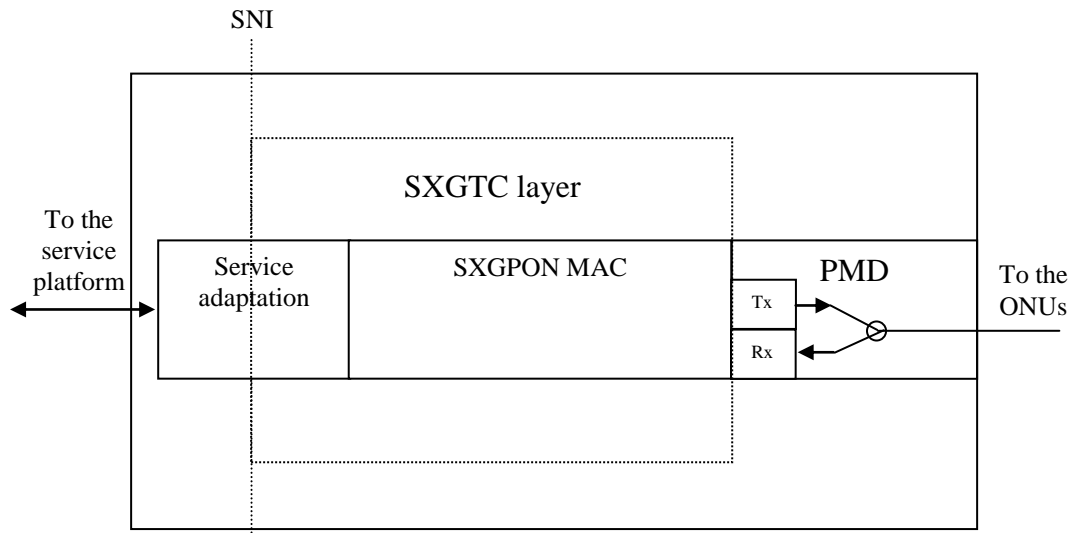 SNI
SXGTC layer
To the
service
platform
Service
adaptation
SXGPON MAC
PMD
Tx
Rx
To the
ONUs